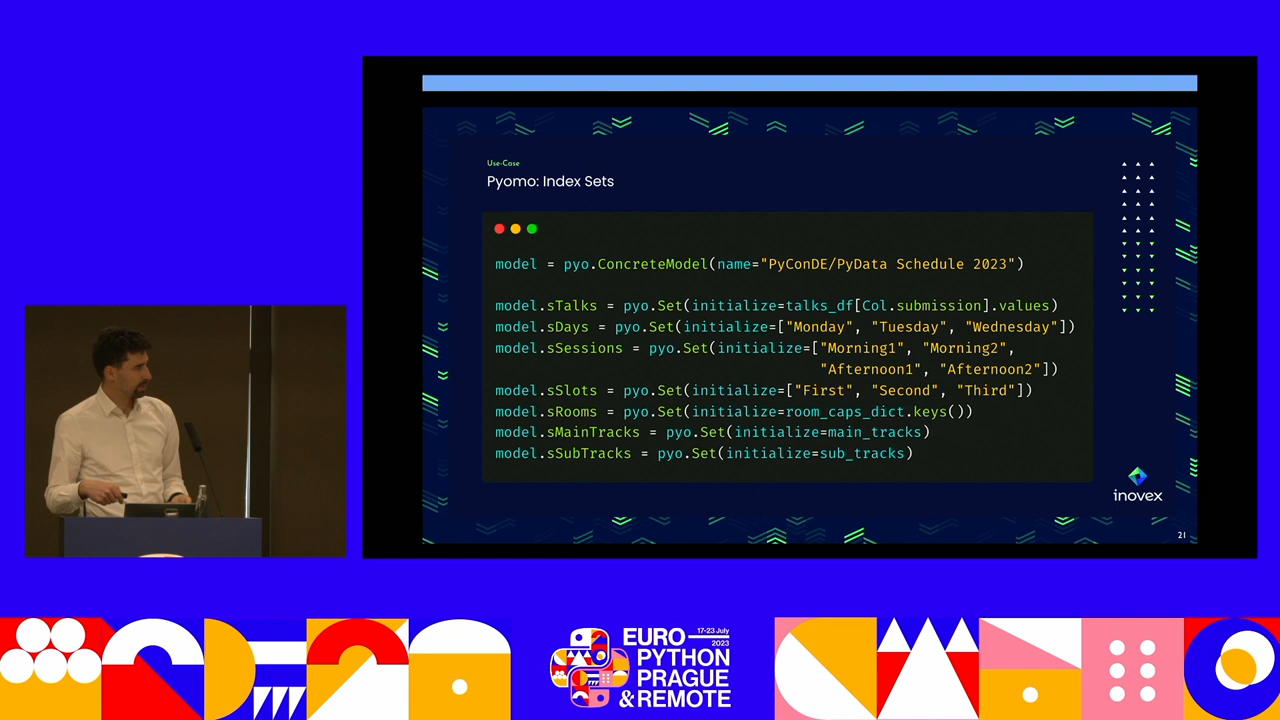 Use-Case
Pyomo: Index Sets
model = pyo.ConcreteModel(name="PyConDE/PyData Schedule 2023")
model.sTalks = pyo.Set(initialize=talks_df[Col.submission].values)
model.sDays = pyo.Set(initialize=["Monday", "Tuesday", "Wednesday"])
model.sSessions = pyo.Set(initialize=["Morning1", "Morning2",
"Afternoon1", "Afternoon2"])
model.sSlots = pyo.Set(initialize=["First", "Second", "Third"])
model.sRooms = pyo.Set(initialize=room_caps_dict.keys())
model.sMainTracks = pyo.Set(initialize=main_tracks)
model.sSubTracks = pyo.Set(initialize=sub_tracks)
inovex
21
17-23 July
2023
EURO
PYTHON
PRAGUE
& REMOTE